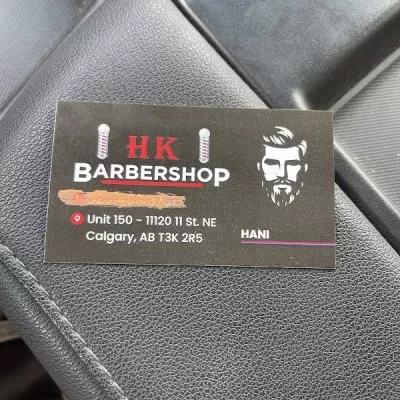 HK
BARBERSHOP
Unit 150 - 11120 11 St. NE
Calgary, AB T3K 2R5
HANI